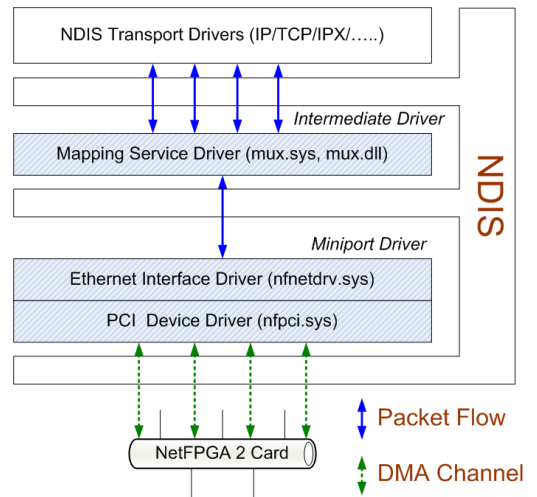 NDIS Transport Drivers (IP/TCP/IPX/…..)
Intermediate Driver
Mapping Service Driver (mux.sys, mux.dll)
NDIS
Miniport Driver
Ethernet Interface Driver (nfnetdrv.sys)
PCI Device Driver (nfpci.sys)
Packet Flow
NetFPGA 2 Card
DMA Channel